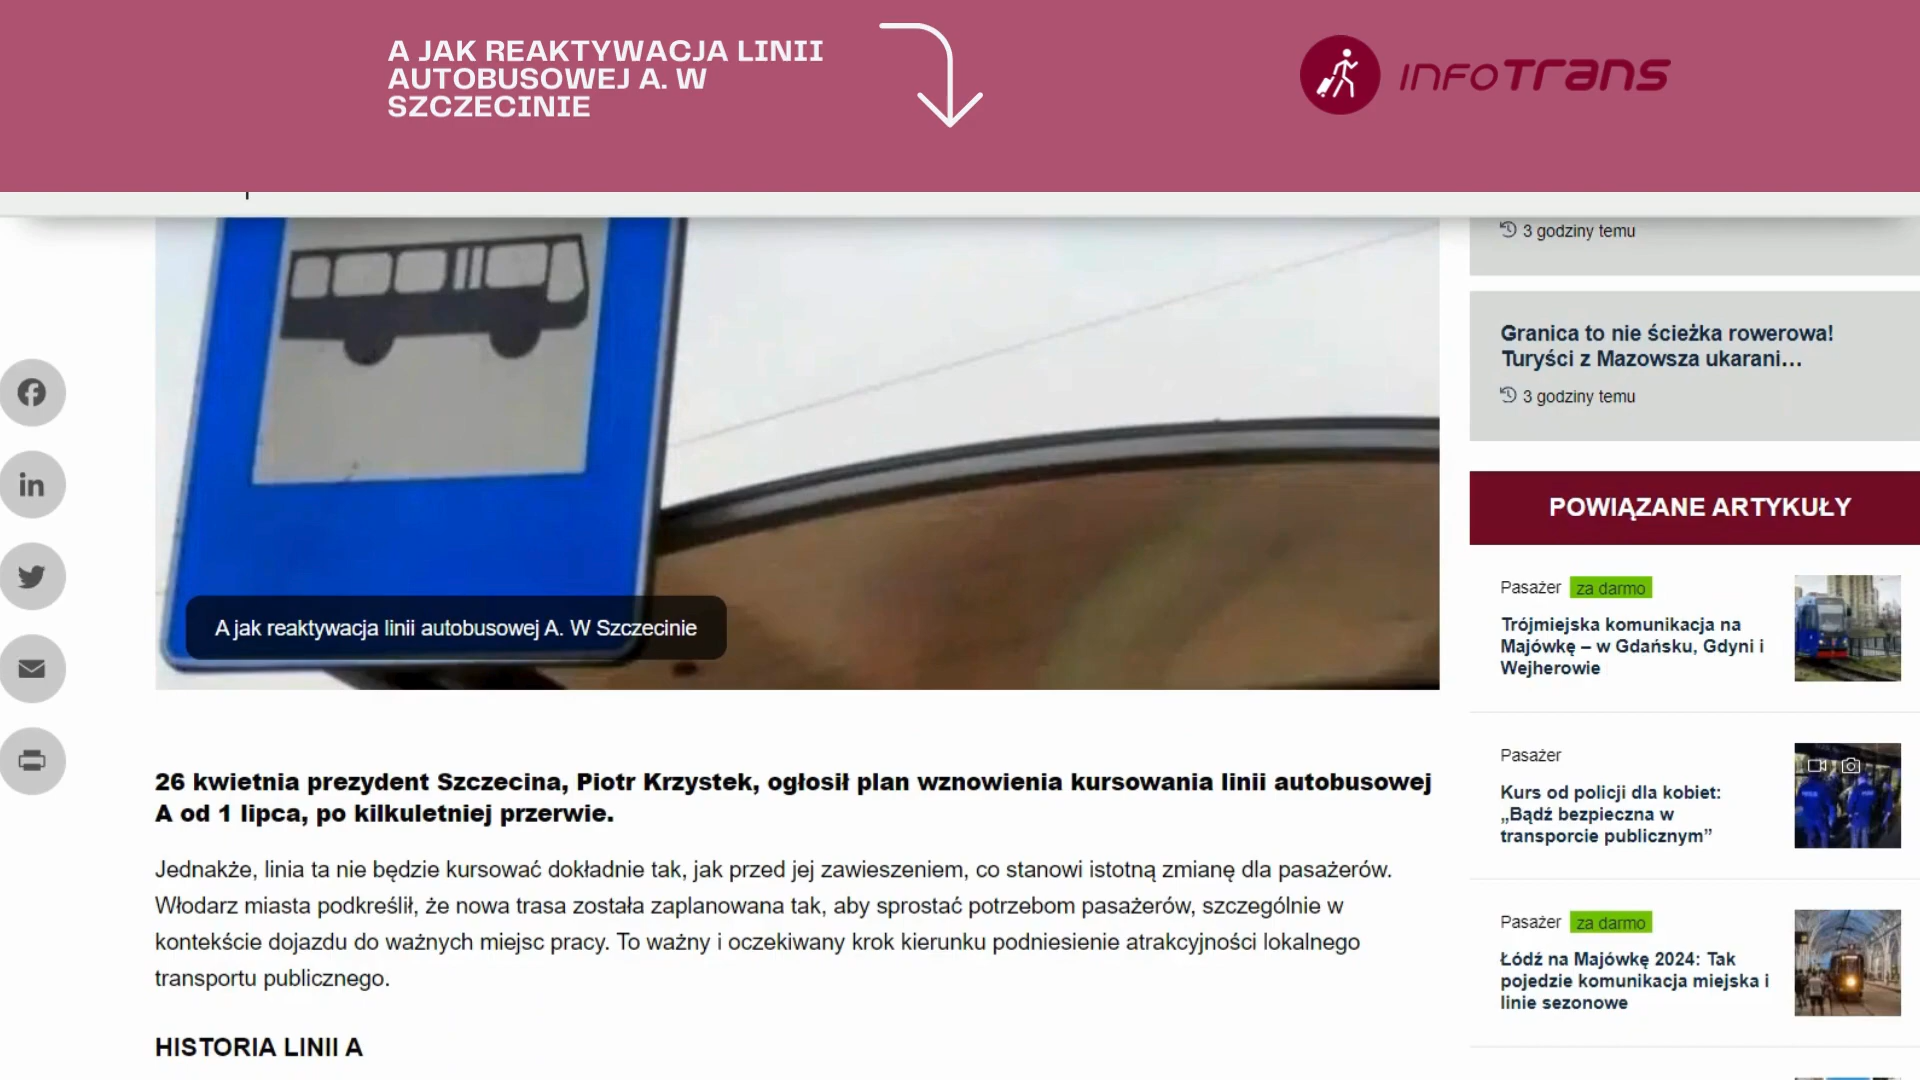 A JAK REAKTYWACJA LINII
AUTOBUSOWEJ A. W
SZCZECINIE
INFOTrans
3 godziny temu
Granica to nie ścieżka rowerowa!
Turyści z Mazowsza ukarani...
3 godziny temu
A jak reaktywacja linii autobusowej A. W Szczecinie
26 kwietnia prezydent Szczecina, Piotr Krzystek, ogłosił plan wznowienia kursowania linii autobusowej
A od 1 lipca, po kilkuletniej przerwie.
Jednakże, linia ta nie będzie kursować dokładnie tak, jak przed jej zawieszeniem, co stanowi istotną zmianę dla pasażerów.
Włodarz miasta podkreślił, że nowa trasa została zaplanowana tak, aby sprostać potrzebom pasażerów, szczególnie w
kontekście dojazdu do ważnych miejsc pracy. To ważny i oczekiwany krok kierunku podniesienie atrakcyjności lokalnego
transportu publicznego.
HISTORIA LINII A
POWIĄZANE ARTYKUŁY
Pasażer za darmo
Trójmiejska komunikacja na
Majówkę – w Gdańsku, Gdyni i
Wejherowie
Pasażer
Kurs od policji dla kobiet:
„Bądź bezpieczna w
transporcie publicznym”
Pasażer za darmo
Łódź na Majówkę 2024: Tak
pojedzie komunikacja miejska i
linie sezonowe